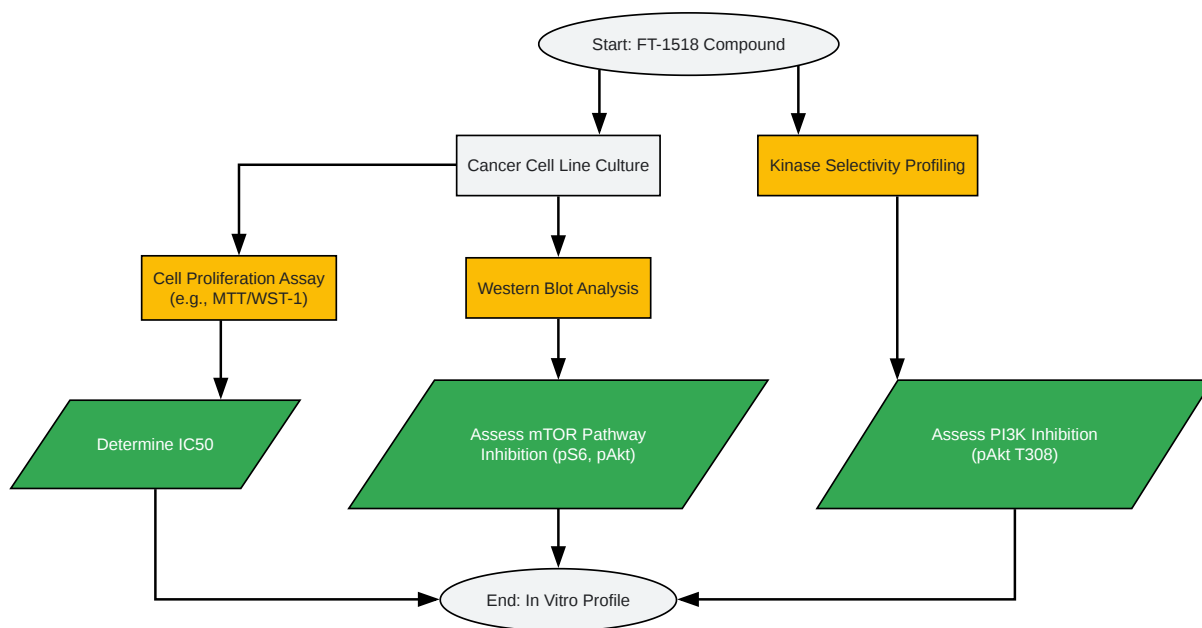 Start: FT-1518 Compound
Cancer Cell Line Culture
Kinase Selectivity Profiling
Cell Proliferation Assay
(e.g., MTT/WST-1)
Western Blot Analysis
Determine IC50
Assess mTOR Pathway
Inhibition (pS6, pAkt)
Assess PI3K Inhibition
(pAkt T308)
End: In Vitro Profile